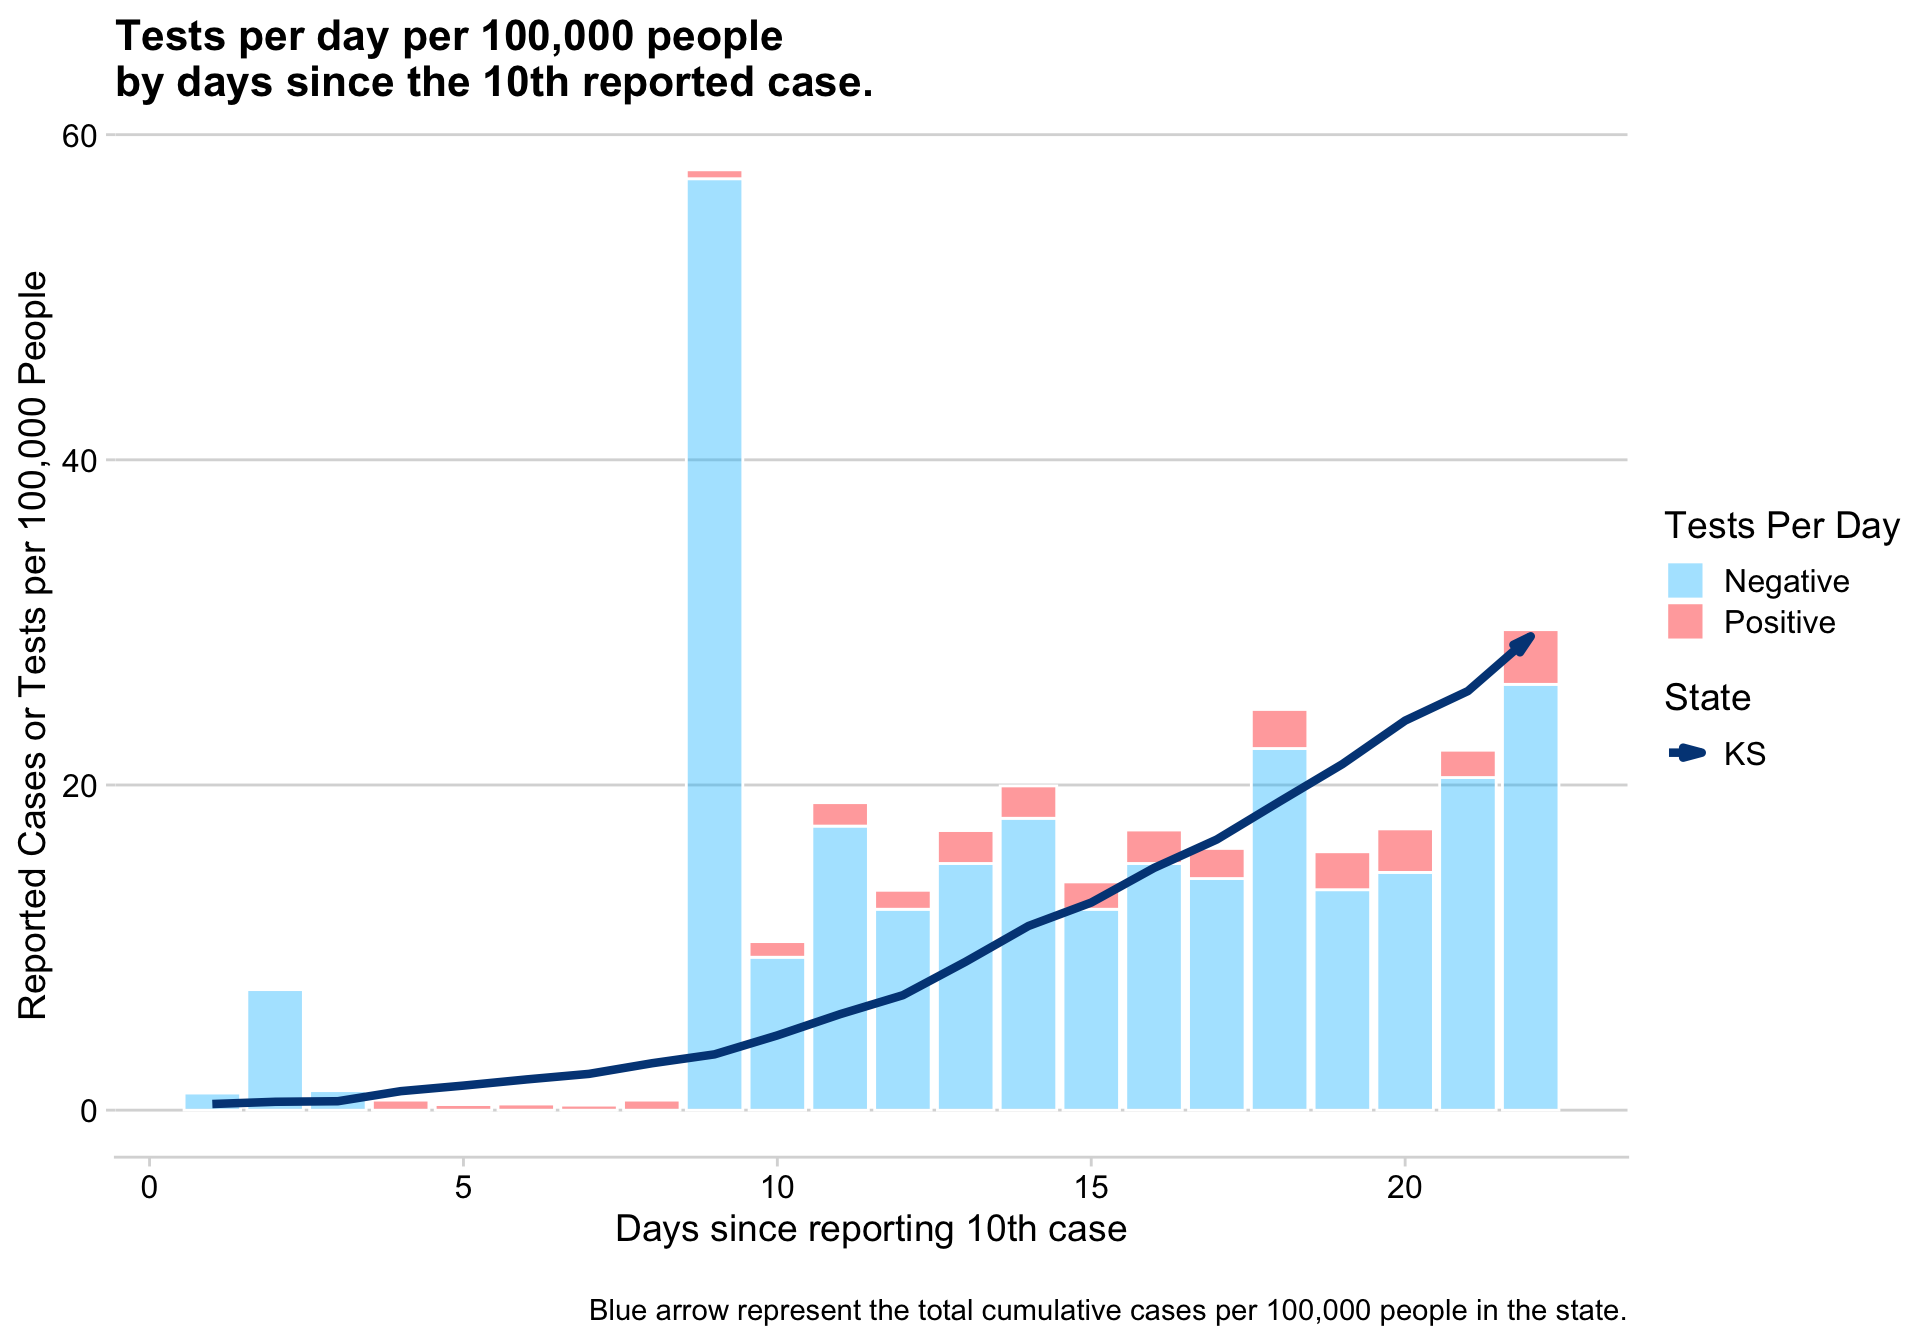 Tests per day per 100,000 people
by days since the 10th reported case.
Reported Cases or Tests per 100,000 People
60
40
20
0
0
5
10
15
20
Days since reporting 10th case
Tests Per Day
Negative
Positive
State
KS
Blue arrow represent the total cumulative cases per 100,000 people in the state.